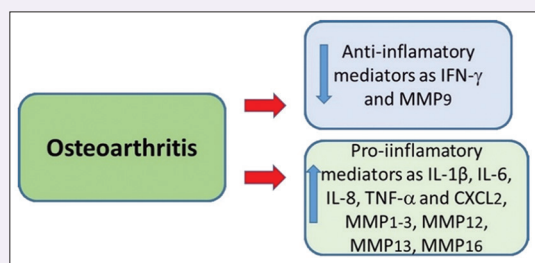 Osteoarthritis
Anti-inflamatory
mediators as IFN-γ
and MMP9
Pro-iinflamatory
mediators as IL-1β, IL-6,
IL-8, TNF-α and CXCL2,
MMP1-3, MMP12,
MMP13, MMP16